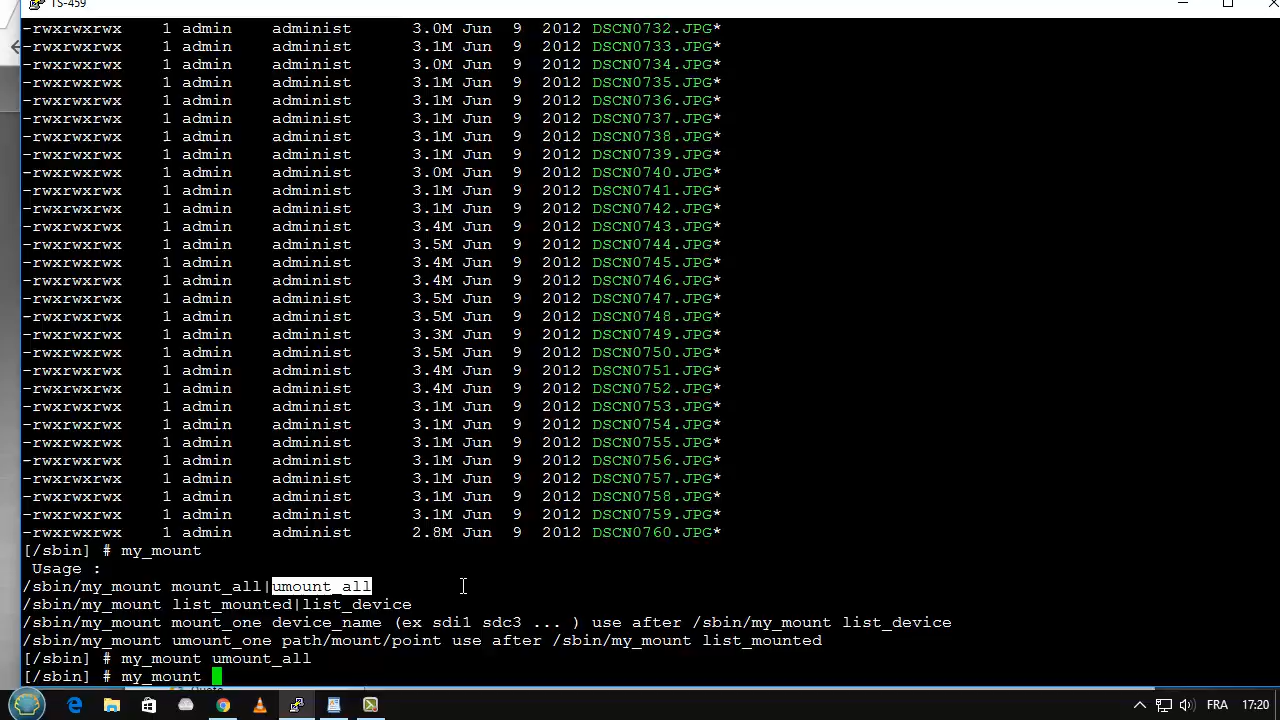 TS-459
-rwxrwxrwx 1 admin administ 3.0M Jun 9 2012 DSCN0732.JPG*
-rwxrwxrwx 1 admin administ 3.1M Jun 9 2012 DSCN0733.JPG*
-rwxrwxrwx 1 admin administ 3.0M Jun 9 2012 DSCN0734.JPG*
-rwxrwxrwx 1 admin administ 3.1M Jun 9 2012 DSCN0735.JPG*
-rwxrwxrwx 1 admin administ 3.1M Jun 9 2012 DSCN0736.JPG*
-rwxrwxrwx 1 admin administ 3.1M Jun 9 2012 DSCN0737.JPG*
-rwxrwxrwx 1 admin administ 3.1M Jun 9 2012 DSCN0738.JPG*
-rwxrwxrwx 1 admin administ 3.1M Jun 9 2012 DSCN0739.JPG*
-rwxrwxrwx 1 admin administ 3.0M Jun 9 2012 DSCN0740.JPG*
-rwxrwxrwx 1 admin administ 3.1M Jun 9 2012 DSCN0741.JPG*
-rwxrwxrwx 1 admin administ 3.1M Jun 9 2012 DSCN0742.JPG*
-rwxrwxrwx 1 admin administ 3.4M Jun 9 2012 DSCN0743.JPG*
-rwxrwxrwx 1 admin administ 3.5M Jun 9 2012 DSCN0744.JPG*
-rwxrwxrwx 1 admin administ 3.4M Jun 9 2012 DSCN0745.JPG*
-rwxrwxrwx 1 admin administ 3.4M Jun 9 2012 DSCN0746.JPG*
-rwxrwxrwx 1 admin administ 3.5M Jun 9 2012 DSCN0747.JPG*
-rwxrwxrwx 1 admin administ 3.5M Jun 9 2012 DSCN0748.JPG*
-rwxrwxrwx 1 admin administ 3.3M Jun 9 2012 DSCN0749.JPG*
-rwxrwxrwx 1 admin administ 3.5M Jun 9 2012 DSCN0750.JPG*
-rwxrwxrwx 1 admin administ 3.4M Jun 9 2012 DSCN0751.JPG*
-rwxrwxrwx 1 admin administ 3.4M Jun 9 2012 DSCN0752.JPG*
-rwxrwxrwx 1 admin administ 3.1M Jun 9 2012 DSCN0753.JPG*
-rwxrwxrwx 1 admin administ 3.1M Jun 9 2012 DSCN0754.JPG*
-rwxrwxrwx 1 admin administ 3.1M Jun 9 2012 DSCN0755.JPG*
-rwxrwxrwx 1 admin administ 3.1M Jun 9 2012 DSCN0756.JPG*
-rwxrwxrwx 1 admin administ 3.1M Jun 9 2012 DSCN0757.JPG*
-rwxrwxrwx 1 admin administ 3.1M Jun 9 2012 DSCN0758.JPG*
-rwxrwxrwx 1 admin administ 3.1M Jun 9 2012 DSCN0759.JPG*
-rwxrwxrwx 1 admin administ 2.8M Jun 9 2012 DSCN0760.JPG*
[/sbin] # my_mount
Usage :
/sbin/my_mount mount_all|umount_all
/sbin/my_mount list_mounted|list_device
/sbin/my_mount mount_one device_name (ex sdi1 sdc3 ... ) use after /sbin/my_mount list_device
/sbin/my_mount umount_one path/mount/point use after /sbin/my_mount list_mounted
[/sbin] # my_mount umount_all
[/sbin] # my_mount
FRA 17:20